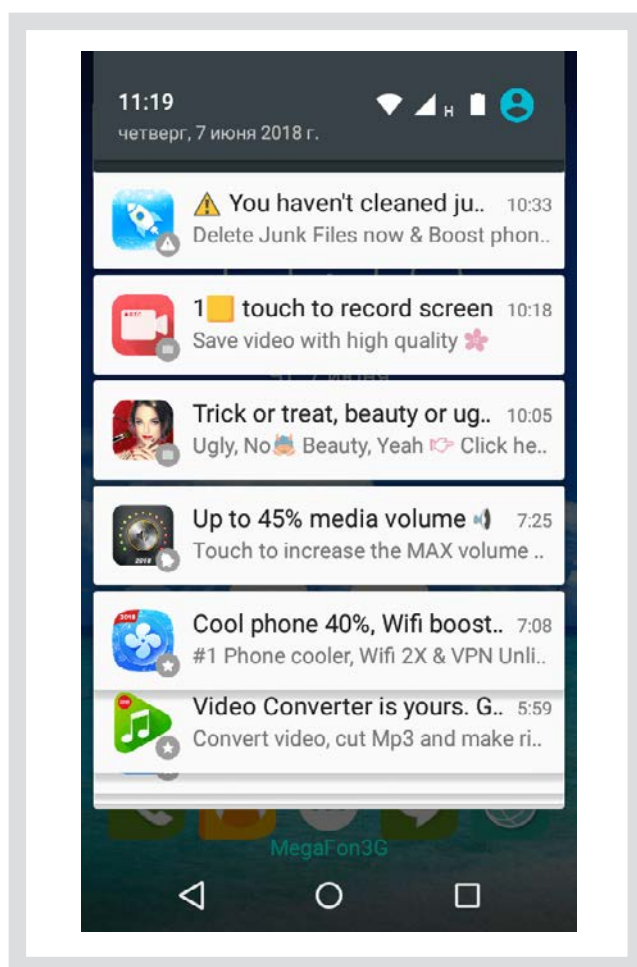 11:19
H
четверг, 7 июня 2018 г.
⚠ You haven't cleaned ju.. 10:33
Delete Junk Files now & Boost phon..
1🟨 touch to record screen 10:18
Save video with high quality 🌸
Trick or treat, beauty or ug.. 10:05
Ugly, No Beauty, Yeah 👉 Click he..
Up to 45% media volume 🔊 7:25
Touch to increase the MAX volume ..
2018
2018
Cool phone 40%, Wifi boost.. 7:08
#1 Phone cooler, Wifi 2X & VPN Unli..
Video Converter is yours. G.. 5:59
Convert video, cut Mp3 and make ri..
MegaFon3G